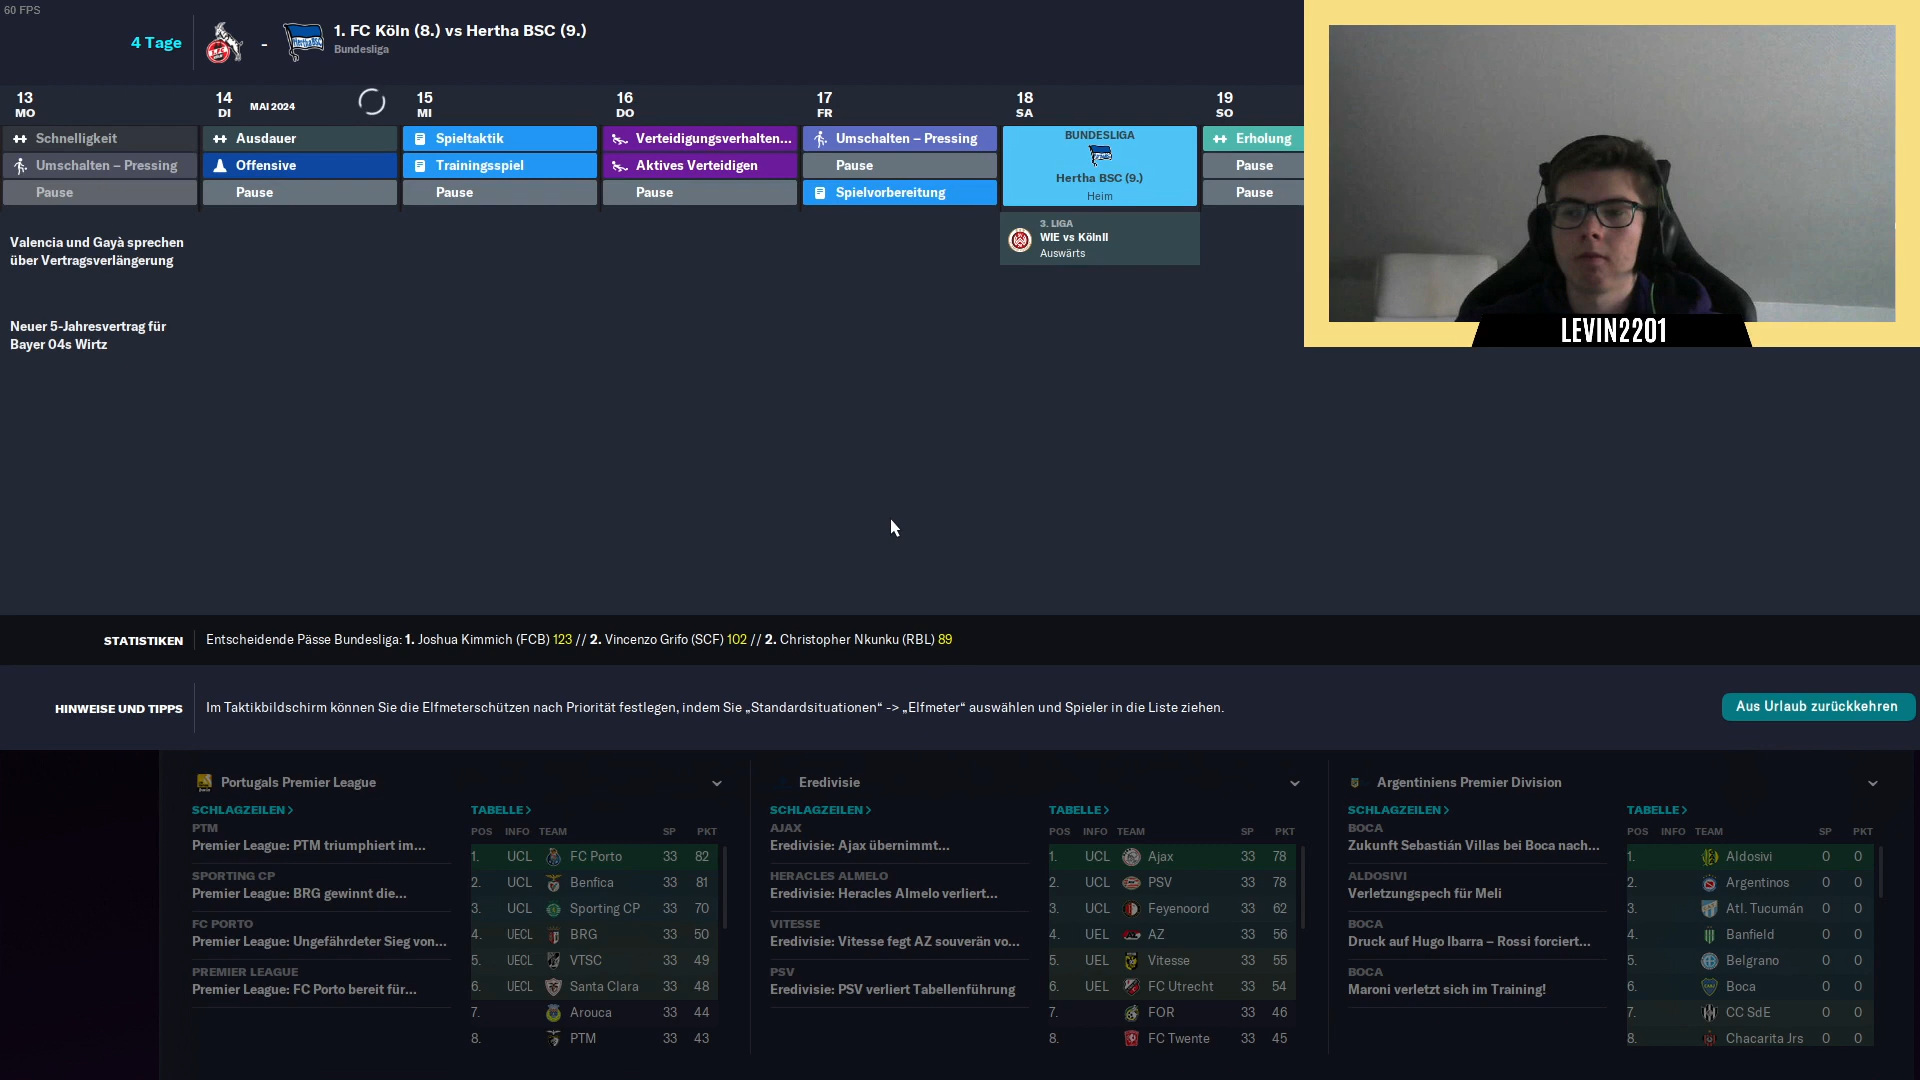 60 FPS
4 Tage
-
1. FC Köln (8.) vs Hertha BSC (9.)
Bundesliga
13
MO
14
DI
MAI 2024
15
MI
16
DO
17
FR
18
SA
19
SO
Schnelligkeit
Umschalten – Pressing
Pause
Ausdauer
Offensive
Pause
Spieltaktik
Trainingsspiel
Pause
Verteidigungsverhalten...
Aktives Verteidigen
Pause
Umschalten – Pressing
Pause
Spielvorbereitung
BUNDESLIGA
Hertha BSC (9.)
Heim
Erholung
Pause
Pause
3. LIGA
WIE vs KölnII
Auswärts
Valencia und Gayà sprechen
über Vertragsverlängerung
Neuer 5-Jahresvertrag für
Bayer 04s Wirtz
LEVIN2201
STATISTIKEN
Entscheidende Pässe Bundesliga: 1. Joshua Kimmich (FCB) 123 // 2. Vincenzo Grifo (SCF) 102 // 2. Christopher Nkunku (RBL) 89
HINWEISE UND TIPPS
Im Taktikbildschirm können Sie die Elfmeterschützen nach Priorität festlegen, indem Sie „Standardsituationen“ -> „Elfmeter“ auswählen und Spieler in die Liste ziehen.
Aus Urlaub zurückkehren
Portugals Premier League
SCHLAGZEILEN >
PTM
Premier League: PTM triumphiert im...
SPORTING CP
Premier League: BRG gewinnt die...
FC PORTO
Premier League: Ungefährdeter Sieg von...
PREMIER LEAGUE
Premier League: FC Porto bereit für...
TABELLE >
POS INFO TEAM SP PKT
1. UCL FC Porto 33 82
2. UCL Benfica 33 81
3. UCL Sporting CP 33 70
4. UECL BRG 33 50
5. UECL VTSC 33 49
6. UECL Santa Clara 33 48
7. Arouca 33 44
8. PTM 33 43
Eredivisie
SCHLAGZEILEN >
AJAX
Eredivisie: Ajax übernimmt...
HERACLES ALMELO
Eredivisie: Heracles Almelo verliert...
VITESSE
Eredivisie: Vitesse fegt AZ souverän vo...
PSV
Eredivisie: PSV verliert Tabellenführung
TABELLE >
POS INFO TEAM SP PKT
1. UCL Ajax 33 78
2. UCL PSV 33 78
3. UCL Feyenoord 33 62
4. UEL AZ 33 56
5. UEL Vitesse 33 55
6. UEL FC Utrecht 33 54
7. FOR 33 46
8. FC Twente 33 45
Argentiniens Premier Division
SCHLAGZEILEN >
BOCA
Zukunft Sebastián Villas bei Boca nach...
ALDOSIVI
Verletzungspech für Meli
BOCA
Druck auf Hugo Ibarra – Rossi forciert...
BOCA
Maroni verletzt sich im Training!
TABELLE >
POS INFO TEAM SP PKT
1. Aldosivi 0 0
2. Argentinos 0 0
3. Atl. Tucumán 0 0
4. Banfield 0 0
5. Belgrano 0 0
6. Boca 0 0
7. CC SdE 0 0
8. Chacarita Jrs 0 0